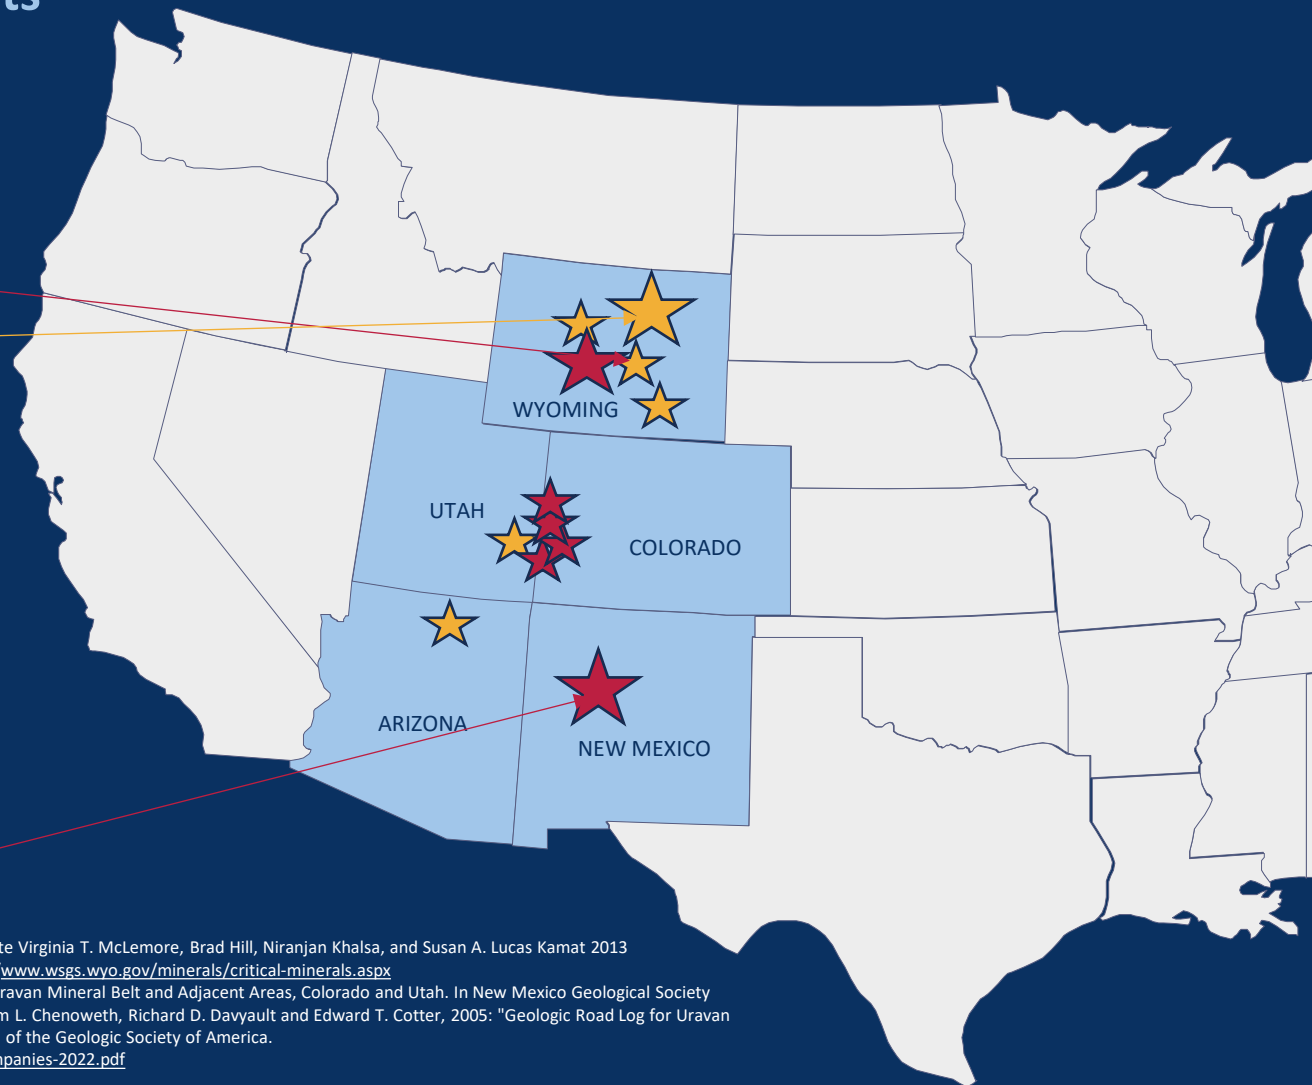 ts
WYOMING
UTAH
COLORADO
ARIZONA
NEW MEXICO
te Virginia T. McLemore, Brad Hill, Niranjan Khalsa, and Susan A. Lucas Kamat 2013
/www.wsgs.wyo.gov/minerals/critical-minerals.aspx
ravan Mineral Belt and Adjacent Areas, Colorado and Utah. In New Mexico Geological Society
m L. Chenoweth, Richard D. Davyault and Edward T. Cotter, 2005: "Geologic Road Log for Uravan
of the Geologic Society of America.
mpanies-2022.pdf